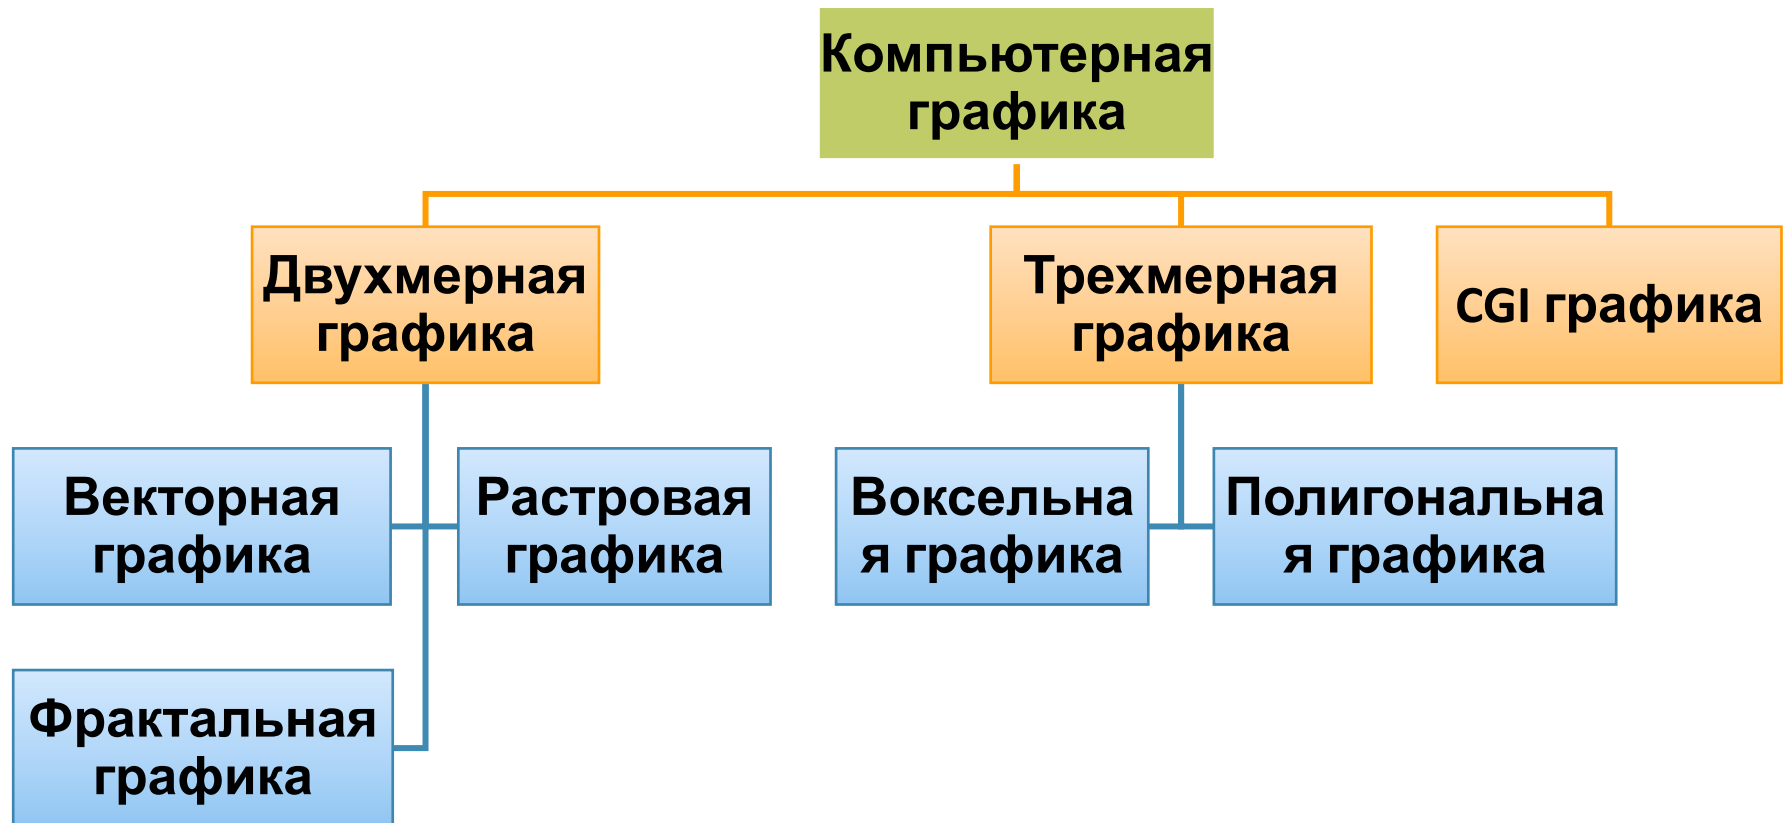 Компьютерная
графика
Двухмерная
графика
Трехмерная
графика
CGI графика
Векторная
графика
Растровая
графика
Воксельна
я графика
Полигональна
я графика
Фрактальная
графика